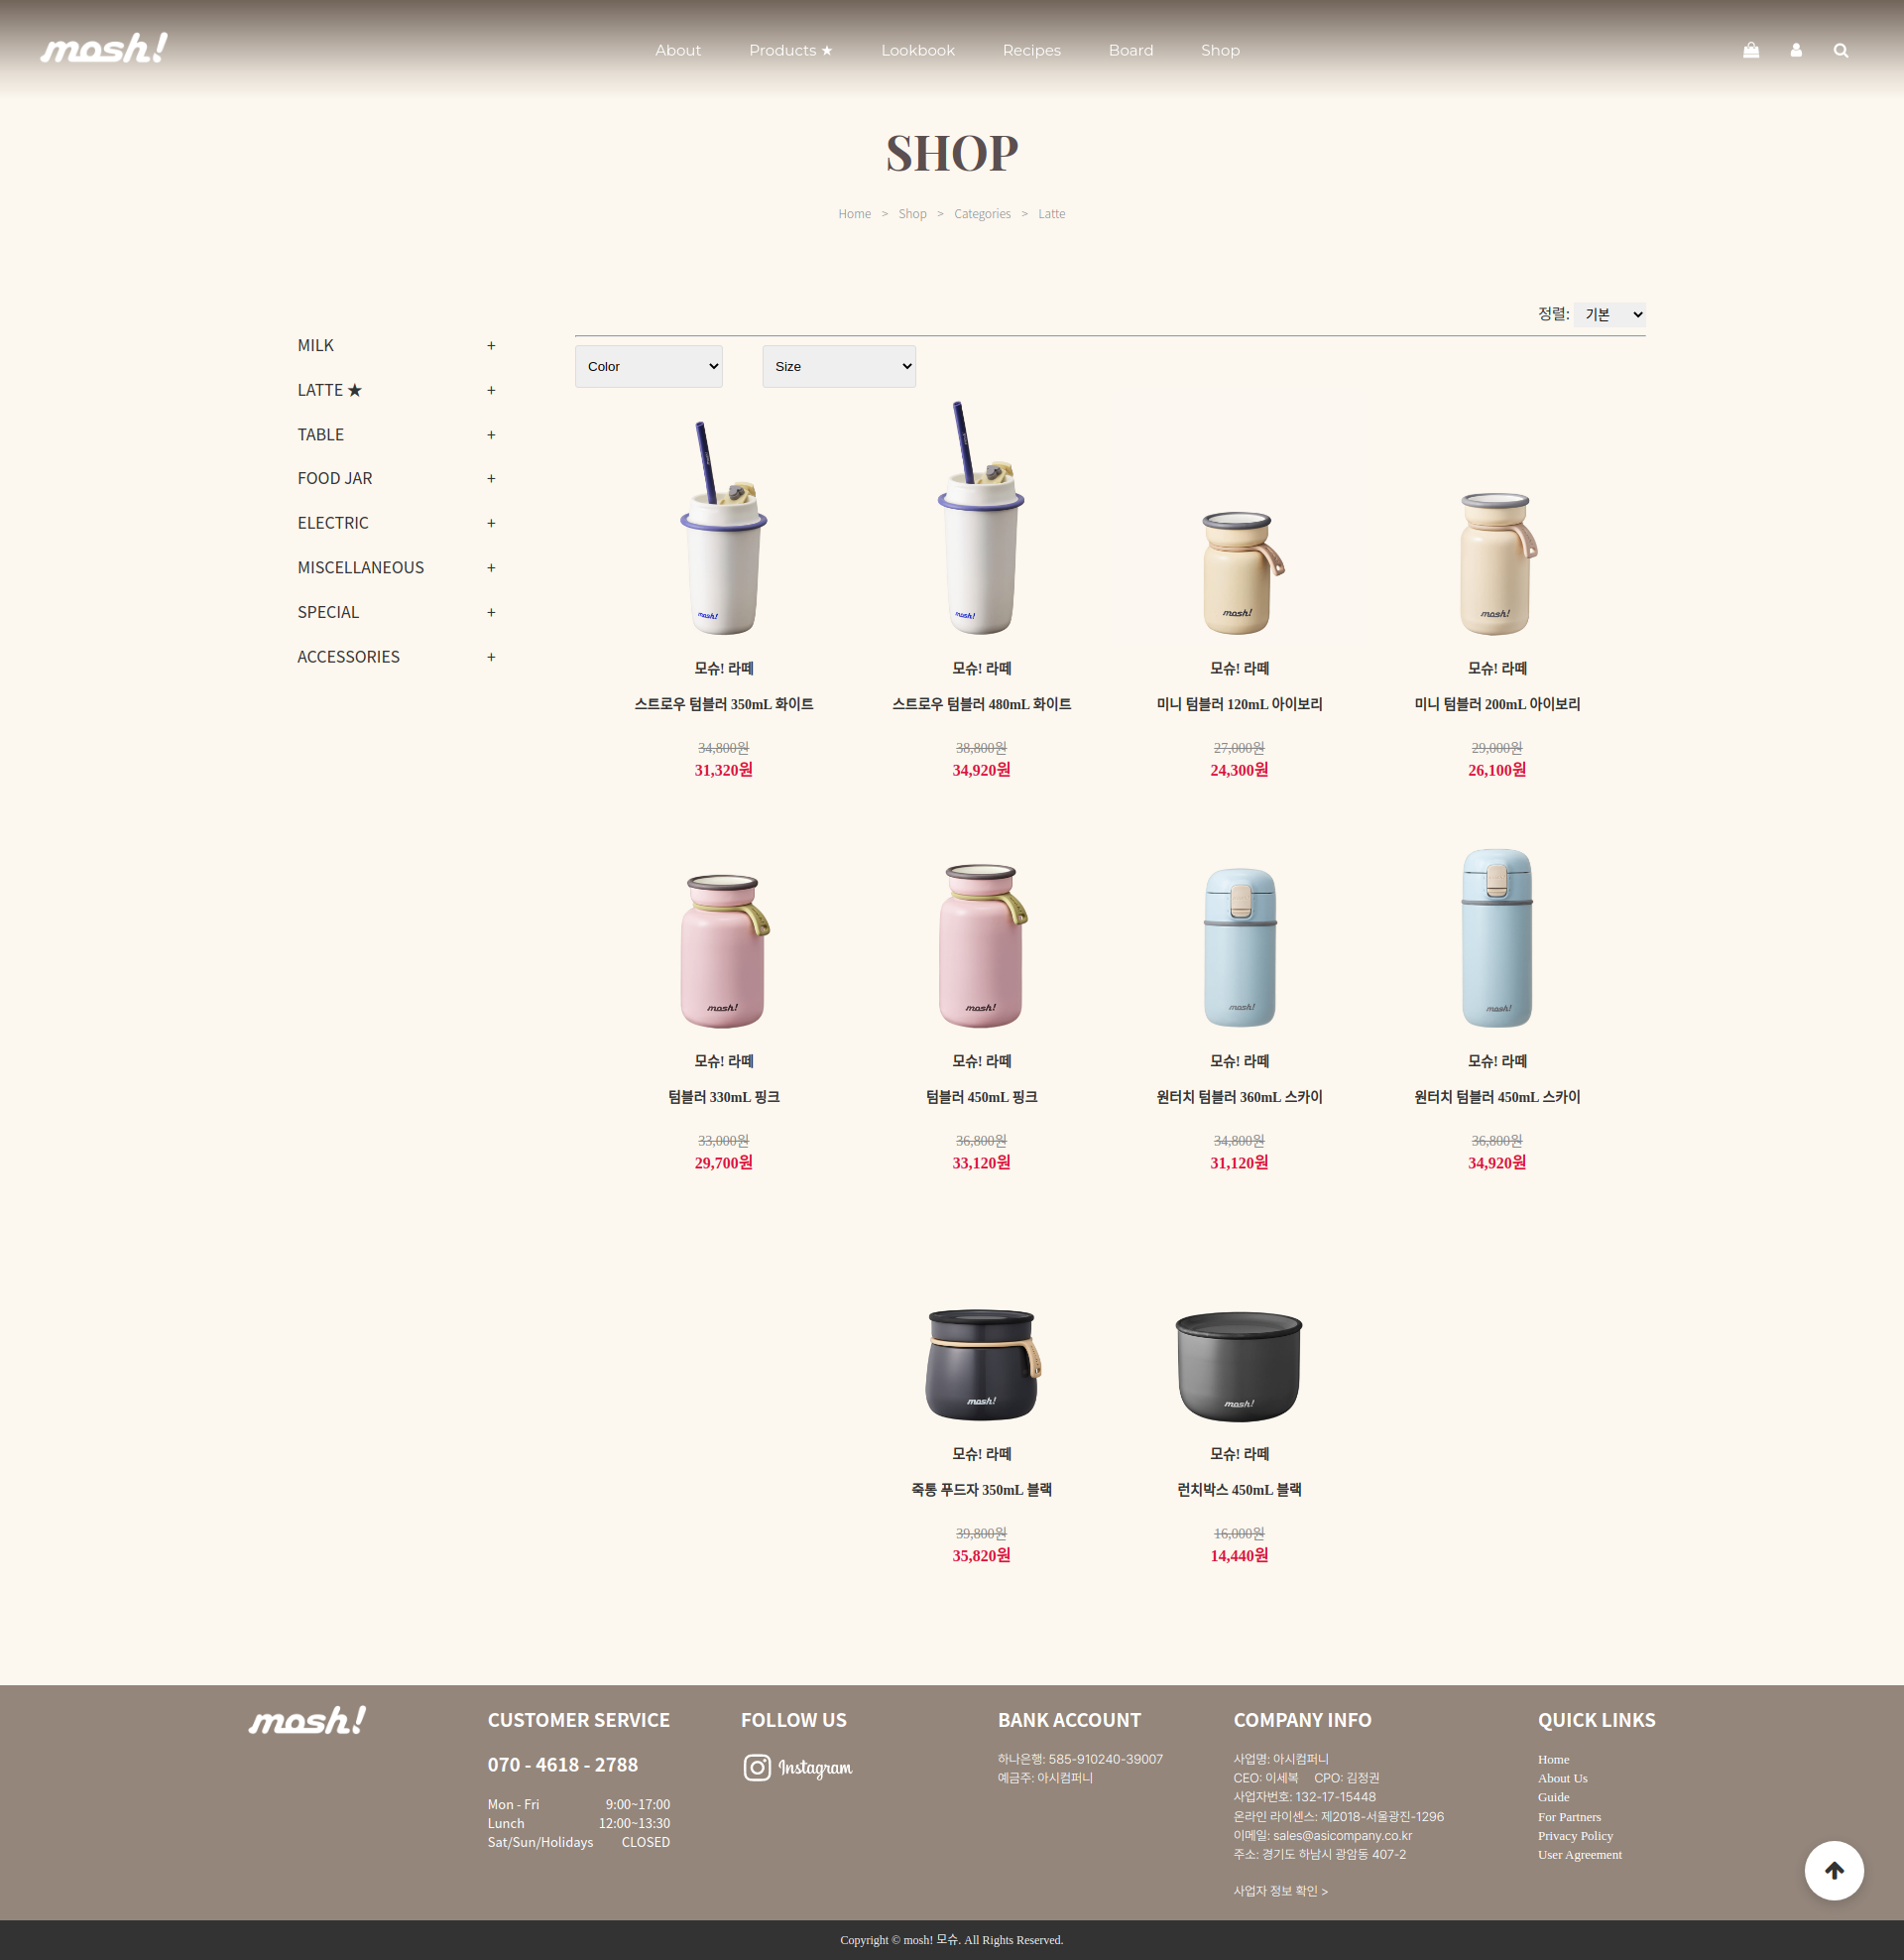 mosh!
About Products ★ Lookbook Recipes Board Shop
SHOP
Home > Shop > Categories > Latte
정렬: 기본
MILK +
LATTE ★ +
TABLE +
FOOD JAR +
ELECTRIC +
MISCELLANEOUS +
SPECIAL +
ACCESSORIES +
Color Size
mosh! mosh! mosh! mosh!
모슈! 라떼 모슈! 라떼 모슈! 라떼 모슈! 라떼
스트로우 텀블러 350mL 화이트 스트로우 텀블러 480mL 화이트 미니 텀블러 120mL 아이보리 미니 텀블러 200mL 아이보리
34,800원 38,800원 27,000원 29,000원
31,320원 34,920원 24,300원 26,100원
mosh! mosh! mosh! mosh!
모슈! 라떼 모슈! 라떼 모슈! 라떼 모슈! 라떼
텀블러 330mL 핑크 텀블러 450mL 핑크 원터치 텀블러 360mL 스카이 원터치 텀블러 450mL 스카이
33,000원 36,800원 34,800원 36,800원
29,700원 33,120원 31,120원 34,920원
mosh! mosh!
모슈! 라떼 모슈! 라떼
죽통 푸드자 350mL 블랙 런치박스 450mL 블랙
39,800원 16,000원
35,820원 14,440원
mosh!
CUSTOMER SERVICE
070 - 4618 - 2788
Mon - Fri 9:00~17:00
Lunch 12:00~13:30
Sat/Sun/Holidays CLOSED
FOLLOW US
Instagram
BANK ACCOUNT
하나은행: 585-910240-39007
예금주: 아시컴퍼니
COMPANY INFO
사업명: 아시컴퍼니
CEO: 이세복 CPO: 김정권
사업자번호: 132-17-15448
온라인 라이센스: 제2018-서울광진-1296
이메일: sales@asicompany.co.kr
주소: 경기도 하남시 광암동 407-2
사업자 정보 확인 >
QUICK LINKS
Home
About Us
Guide
For Partners
Privacy Policy
User Agreement
Copyright © mosh! 모슈. All Rights Reserved.